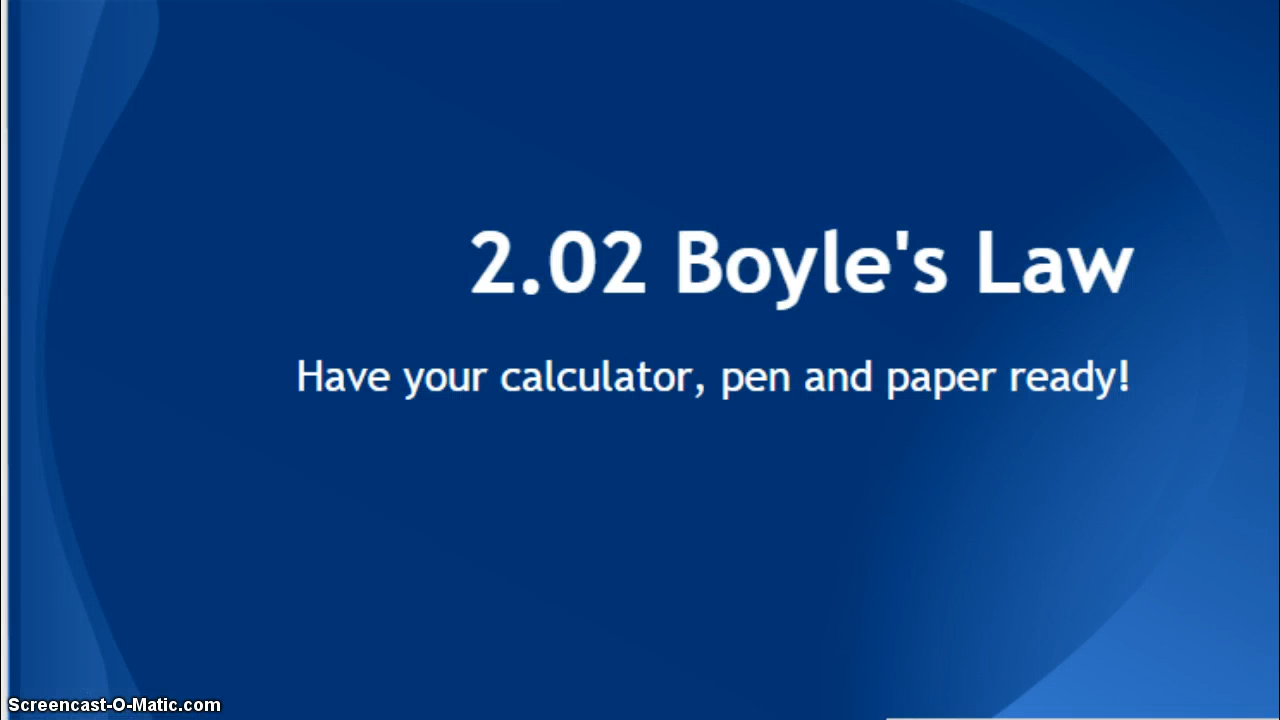 2.02 Boyle's Law
Have your calculator, pen and paper ready!
Screencast-O-Matic.com